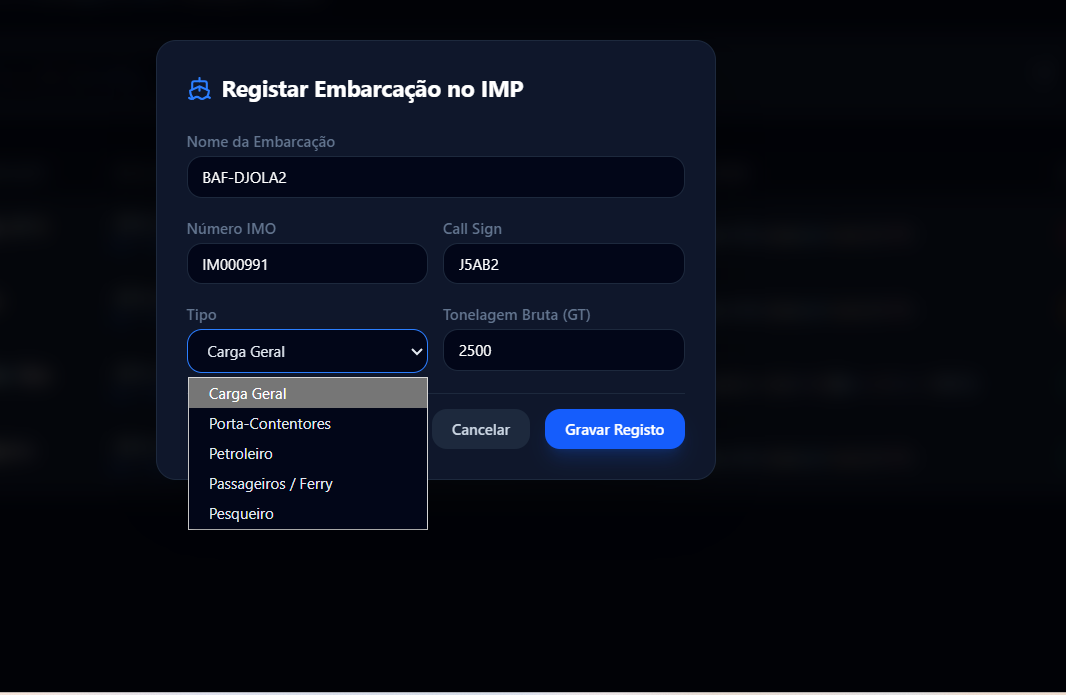 Registar Embarcação no IMP
Nome da Embarcação
BAF-DJOLA2
Número IMO
Call Sign
IM000991
J5AB2
Tipo
Tonelagem Bruta (GT)
Carga Geral
2500
Carga Geral
Porta-Contentores
Petroleiro
Passageiros / Ferry
Pesqueiro
Cancelar
Gravar Registo